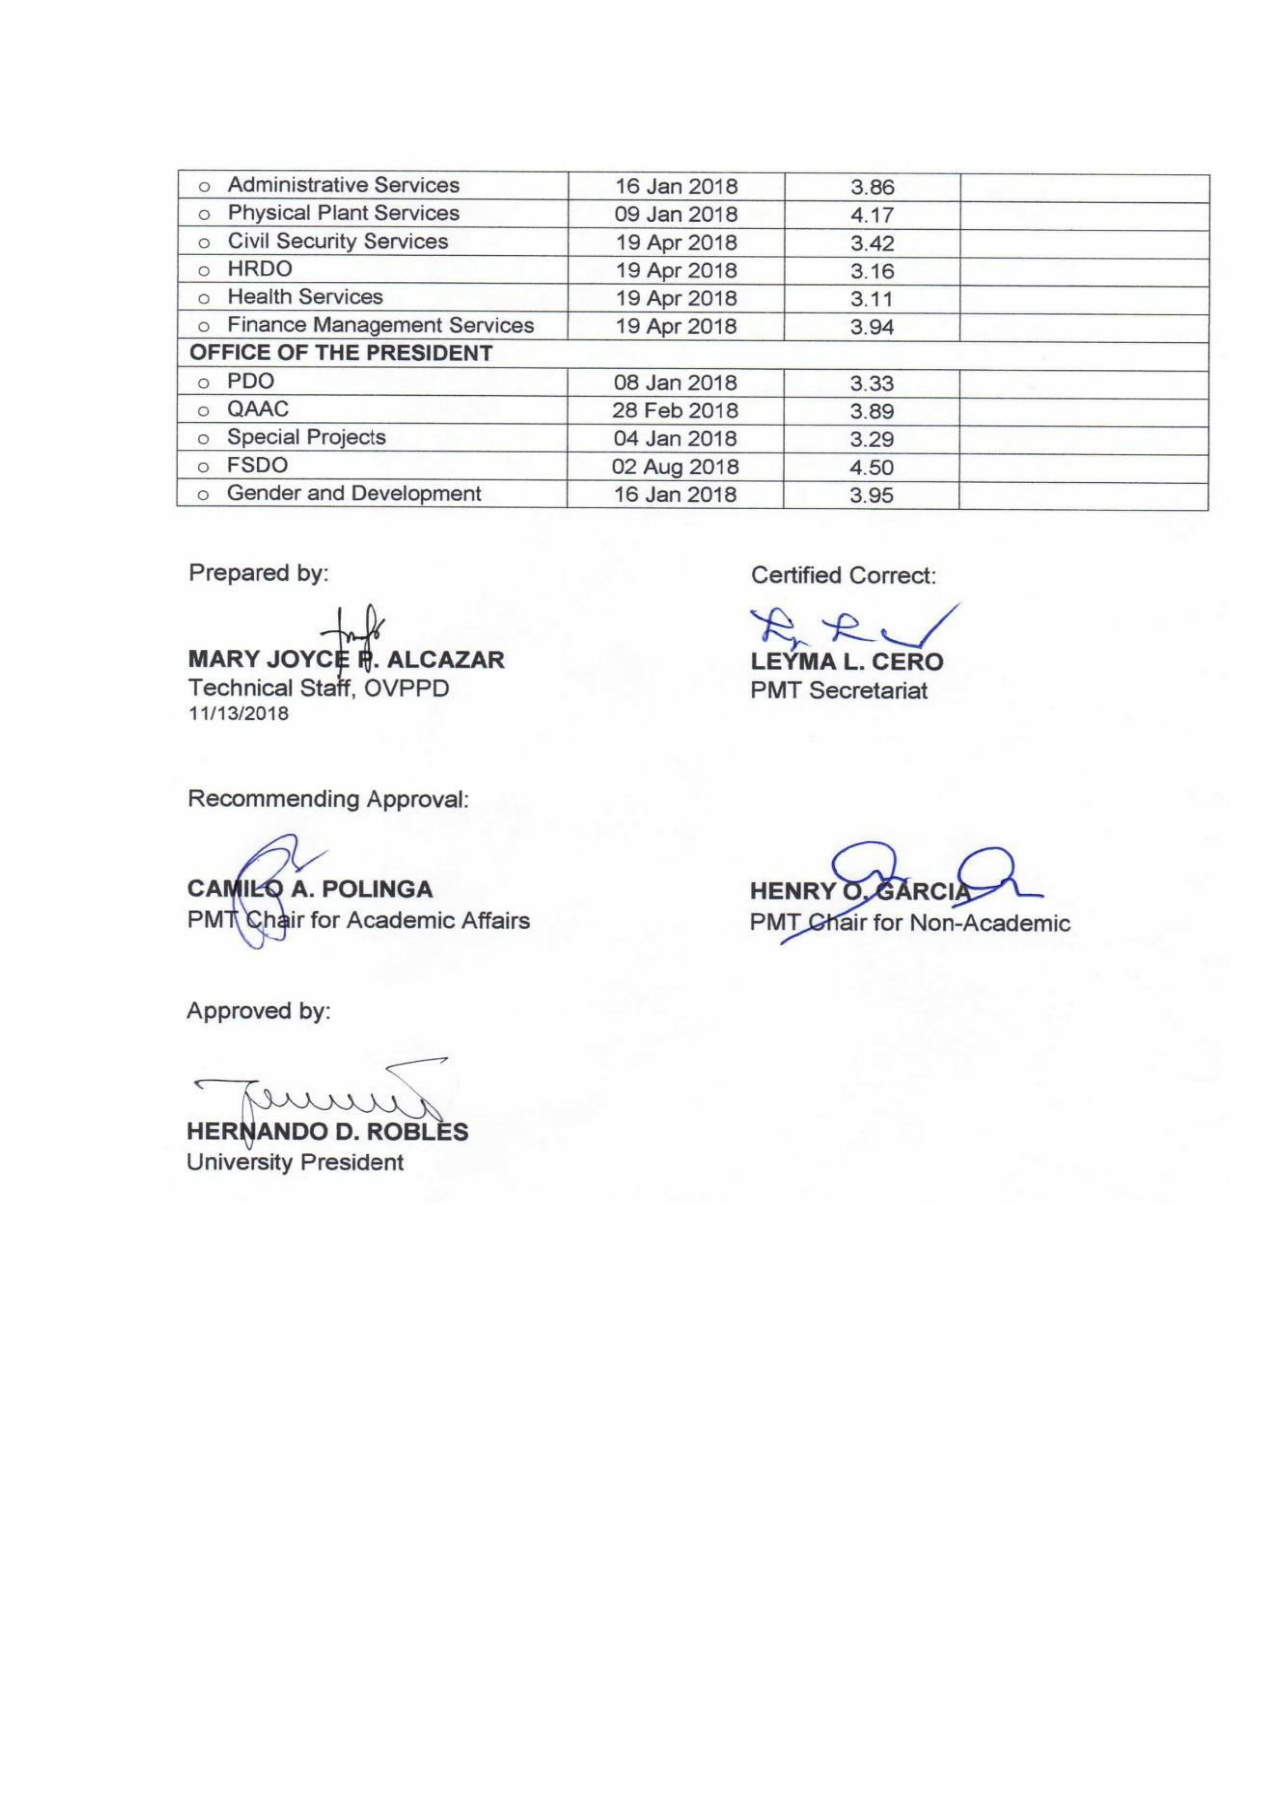 o Administrative Services 16 Jan 2018 3.86
o Physical Plant Services 09 Jan 2018 4.17
o Civil Security Services 19 Apr 2018 3.42
o HRDO 19 Apr 2018 3.16
o Health Services 19 Apr 2018 3.11
o Finance Management Services 19 Apr 2018 3.94
OFFICE OF THE PRESIDENT
o PDO 08 Jan 2018 3.33
o QAAC 28 Feb 2018 3.89
o Special Projects 04 Jan 2018 3.29
o FSDO 02 Aug 2018 4.50
o Gender and Development 16 Jan 2018 3.95
Prepared by: Certified Correct:
MARY JOYCE P. ALCAZAR LEYMA L. CERO
Technical Staff, OVPPD PMT Secretariat
11/13/2018
Recommending Approval:
CAMILO A. POLINGA HENRY O. GARCIA
PMT Chair for Academic Affairs PMT Chair for Non-Academic
Approved by:
HERNANDO D. ROBLES
University President